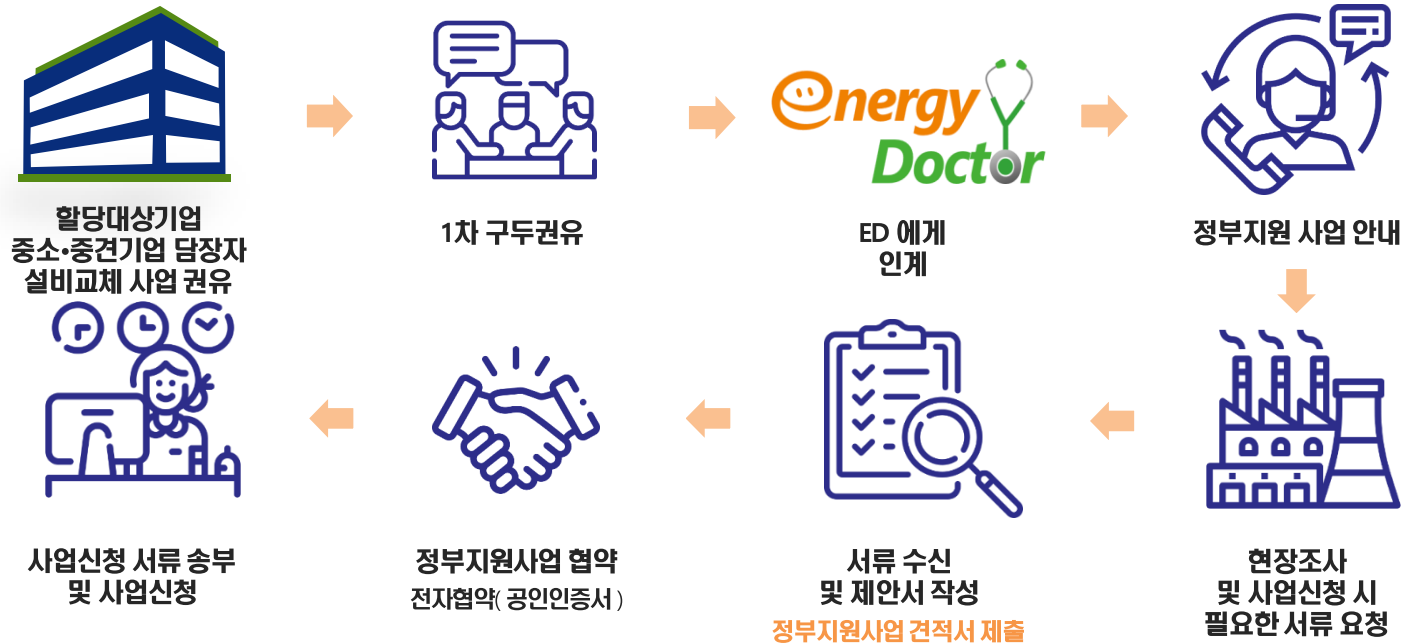 할당대상기업
중소•중견기업 담장자
설비교체 사업 권유
1차 구두권유
energy
Doctor
ED 에게
인계
정부지원 사업 안내
현장조사
및 사업신청 시
필요한 서류 요청
서류 수신
및 제안서 작성
정부지원사업 견적서 제출
정부지원사업 협약
전자협약( 공인인증서 )
사업신청 서류 송부
및 사업신청